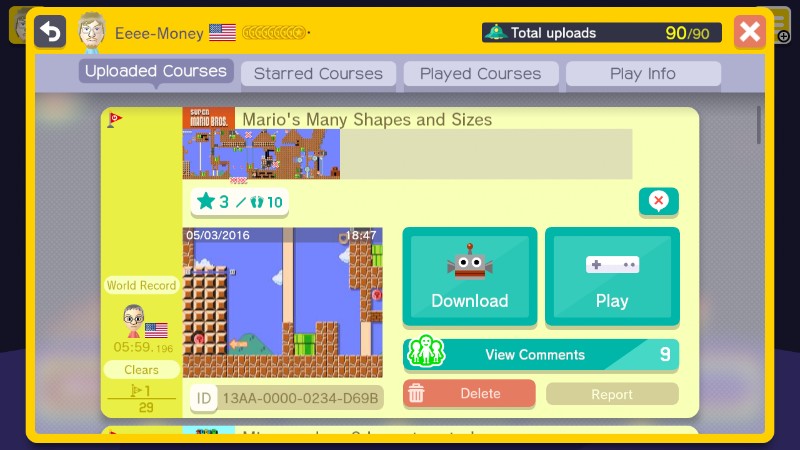 Eeee-Money
Total uploads 90/90
Uploaded Courses
Starred Courses
Played Courses
Play Info
SUPER
MARIO BROS.
Mario's Many Shapes and Sizes
3 / 10
05/03/2016 18:47
World Record
05:59.196
Clears
1
29
Download
Play
View Comments 9
ID 13AA-0000-0234-D69B
Delete
Report